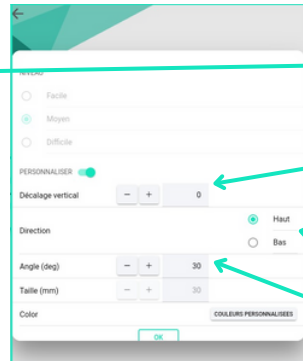 NIVEAU
Facile
Moyen
Difficile
PERSONNALISER
Décalage vertical - + 0
Direction
Haut
Bas
Angle (deg) - + 30
Taille (mm) - + 30
Color COULEURS PERSONNALISEES
OK